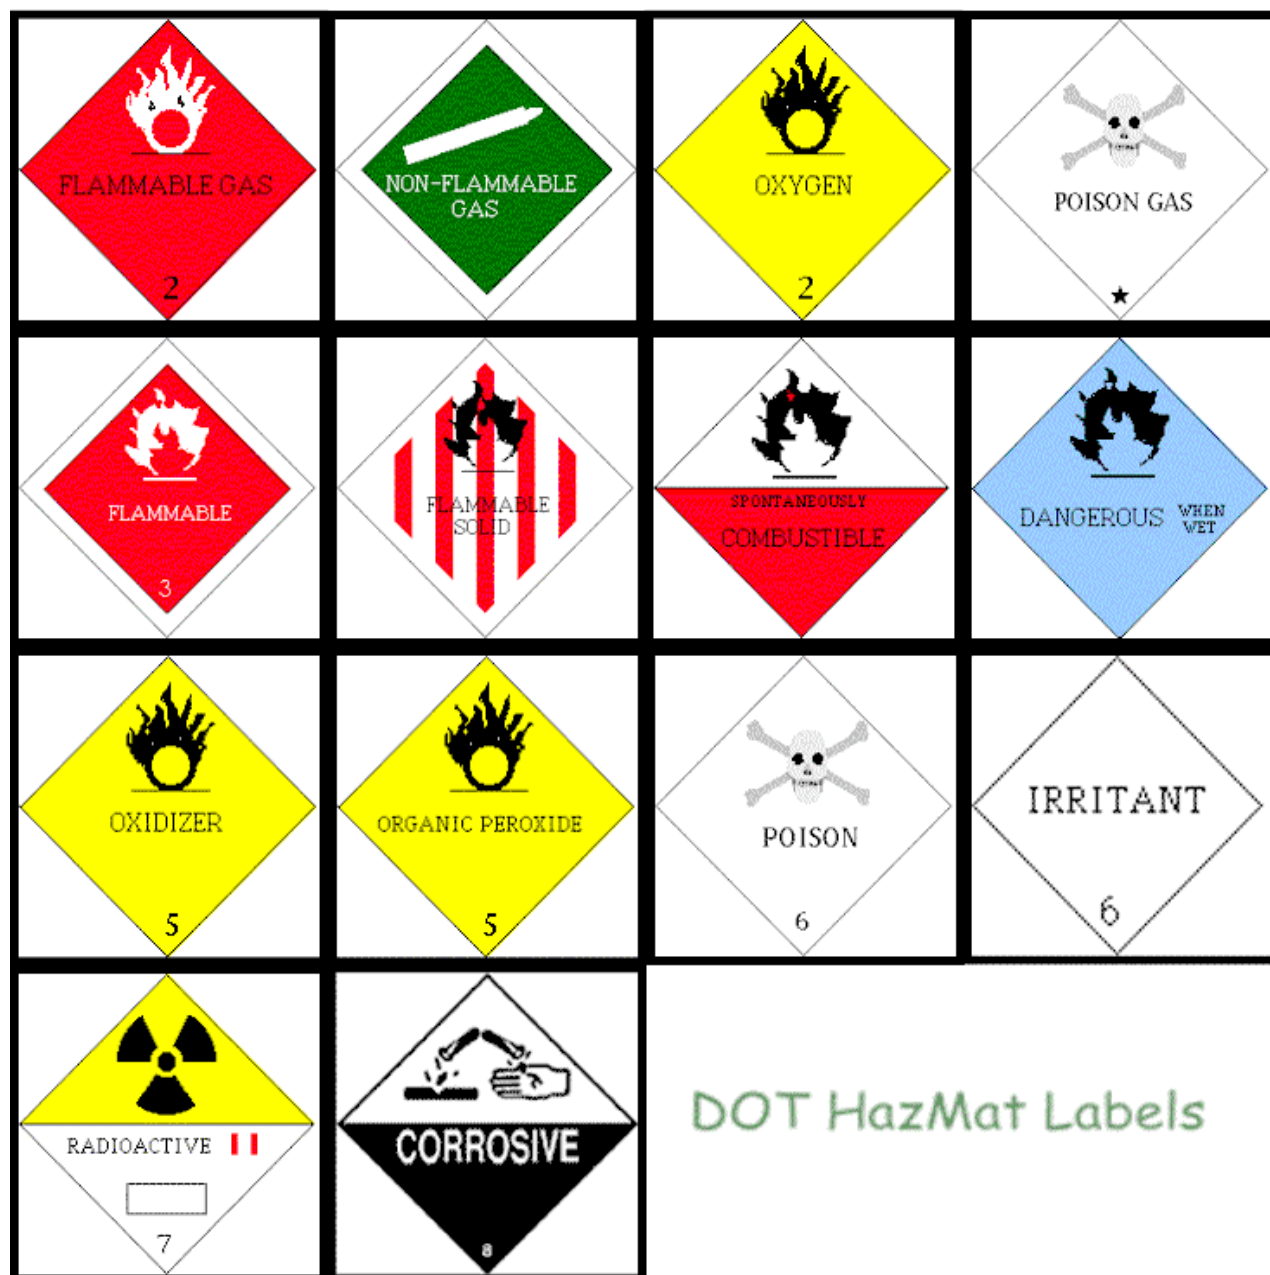 FLAMMABLE GAS
2
NON-FLAMMABLE
GAS
OXYGEN
2
POISON GAS
FLAMMABLE
3
FLAMMABLE
SOLID
SPONTANEOUSLY
COMBUSTIBLE
DANGEROUS WHEN
WET
OXIDIZER
5
ORGANIC PEROXIDE
5
POISON
6
IRRITANT
6
RADIOACTIVE II
7
CORROSIVE
8
DOT HazMat Labels